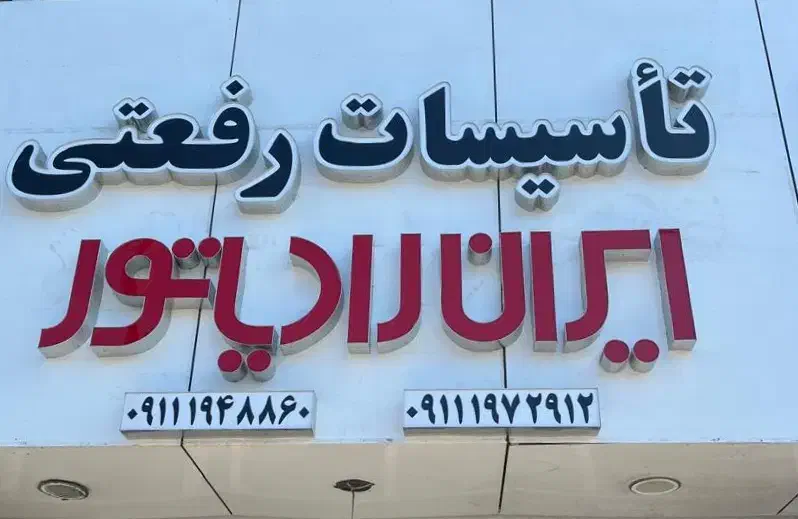 تأسیسات رفعتی
ایران رادیاتور
۰۹۱۱۱۹۷۲۹۱۲ ۰۹۱۱۱۹۴۸۸۶۰